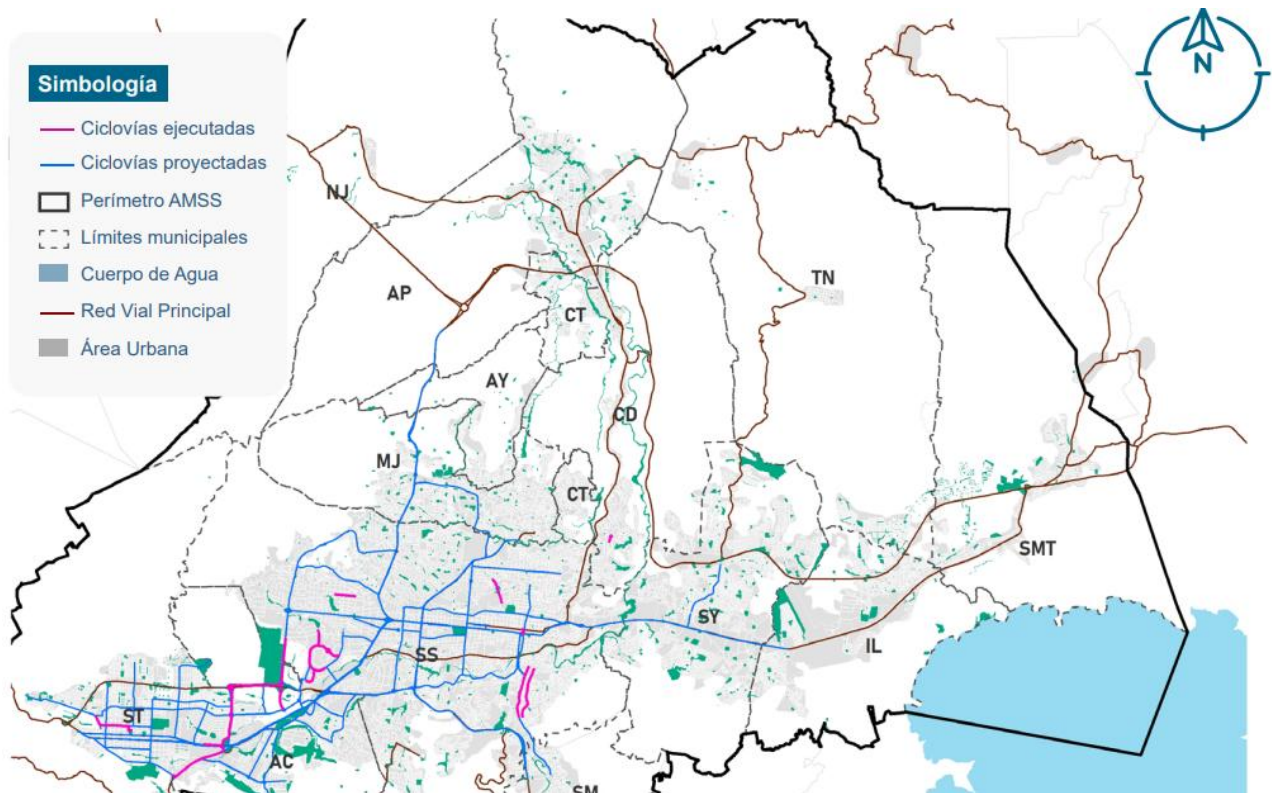 Simbología
Ciclovías ejecutadas
Ciclovías proyectadas
Perímetro AMSS
Límites municipales
Cuerpo de Agua
Red Vial Principal
Área Urbana
N
NJ
AP
TN
CT
AY
CD
MJ
CT
SMT
SY
IL
SS
ST
AC
SM